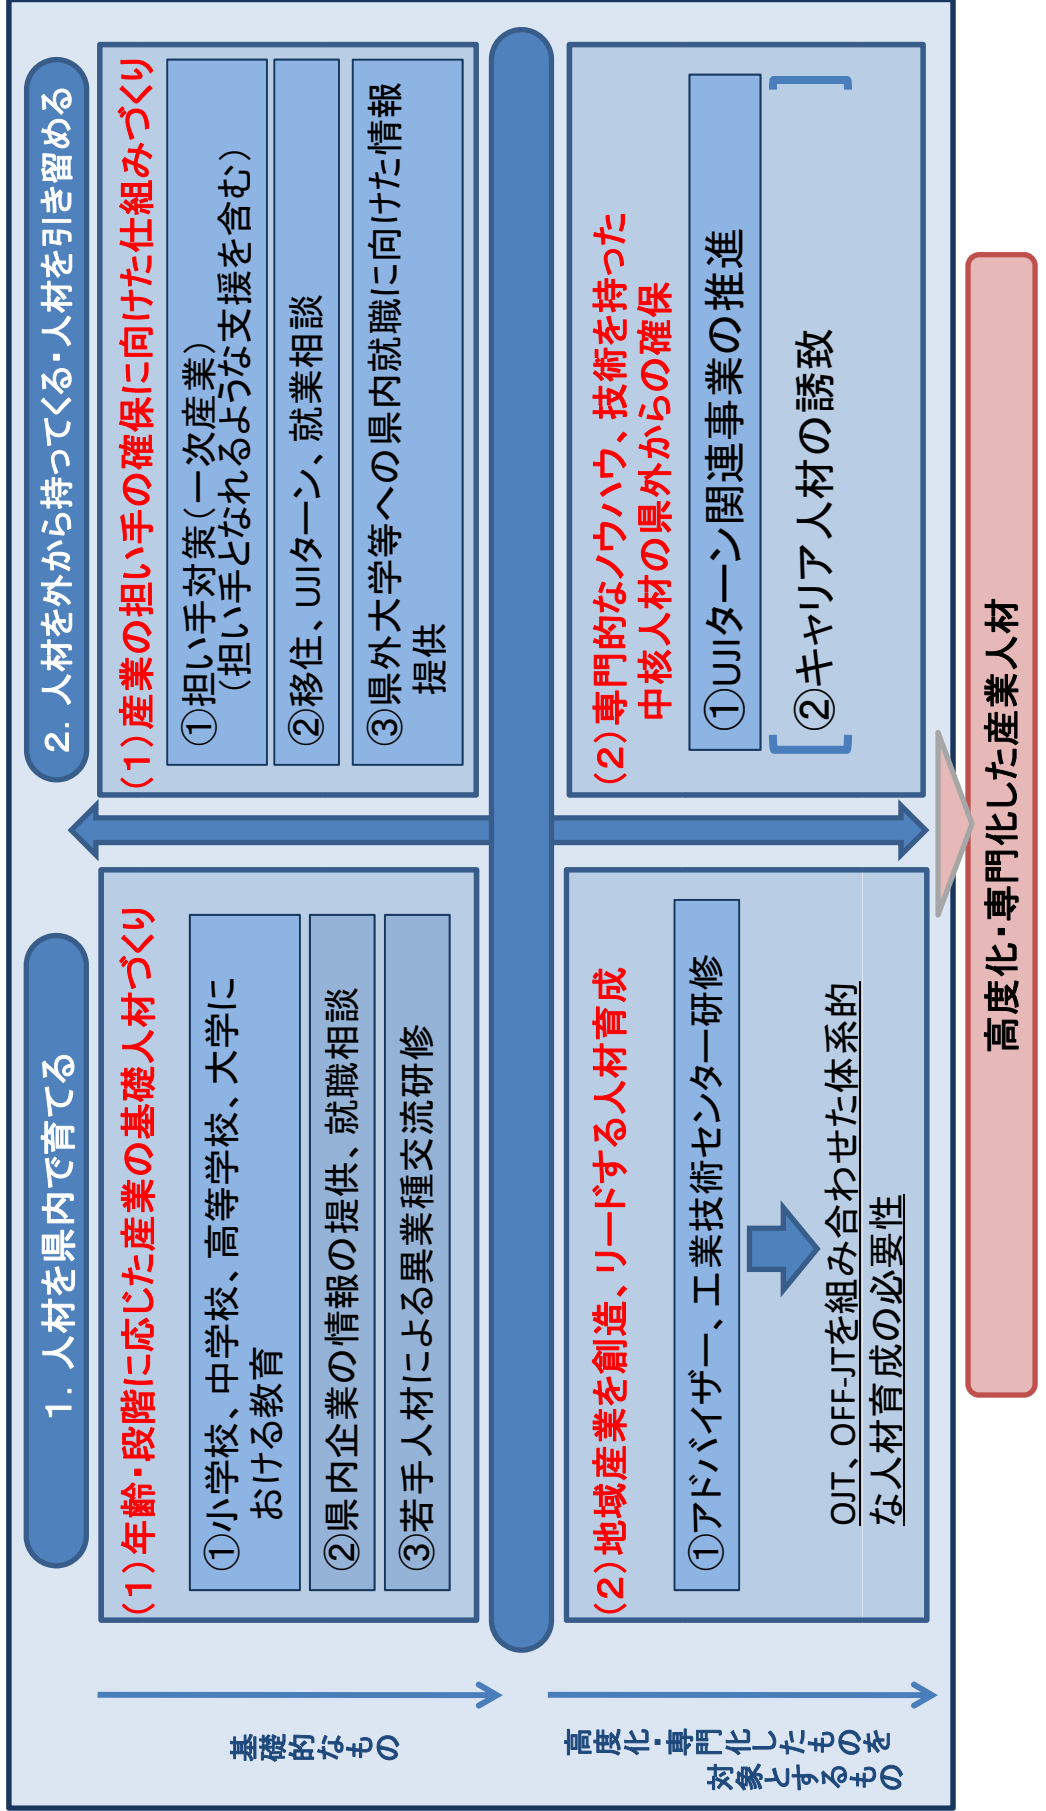 1．人材を県内で育てる
2．人材を外から持ってくる・人材を引き留める
基礎的なもの
（１）年齢・段階に応じた産業の基礎人材づくり
①小学校、中学校、高等学校、大学に
おける教育
②県内企業の情報の提供、就職相談
③若手人材による異業種交流研修
（１）産業の担い手の確保に向けた仕組みづくり
①担い手対策（一次産業）
（担い手となれるような支援を含む）
②移住、UJIターン、就業相談
③県外大学等への県内就職に向けた情報
提供
高度化・専門化したものを
対象とするもの
（２）地域産業を創造、リードする人材育成
①アドバイザー、工業技術センター研修
OJT、OFF-JTを組み合わせた体系的
な人材育成の必要性
（２）専門的なノウハウ、技術を持った
中核人材の県外からの確保
①UJIターン関連事業の推進
②キャリア人材の誘致
高度化・専門化した産業人材